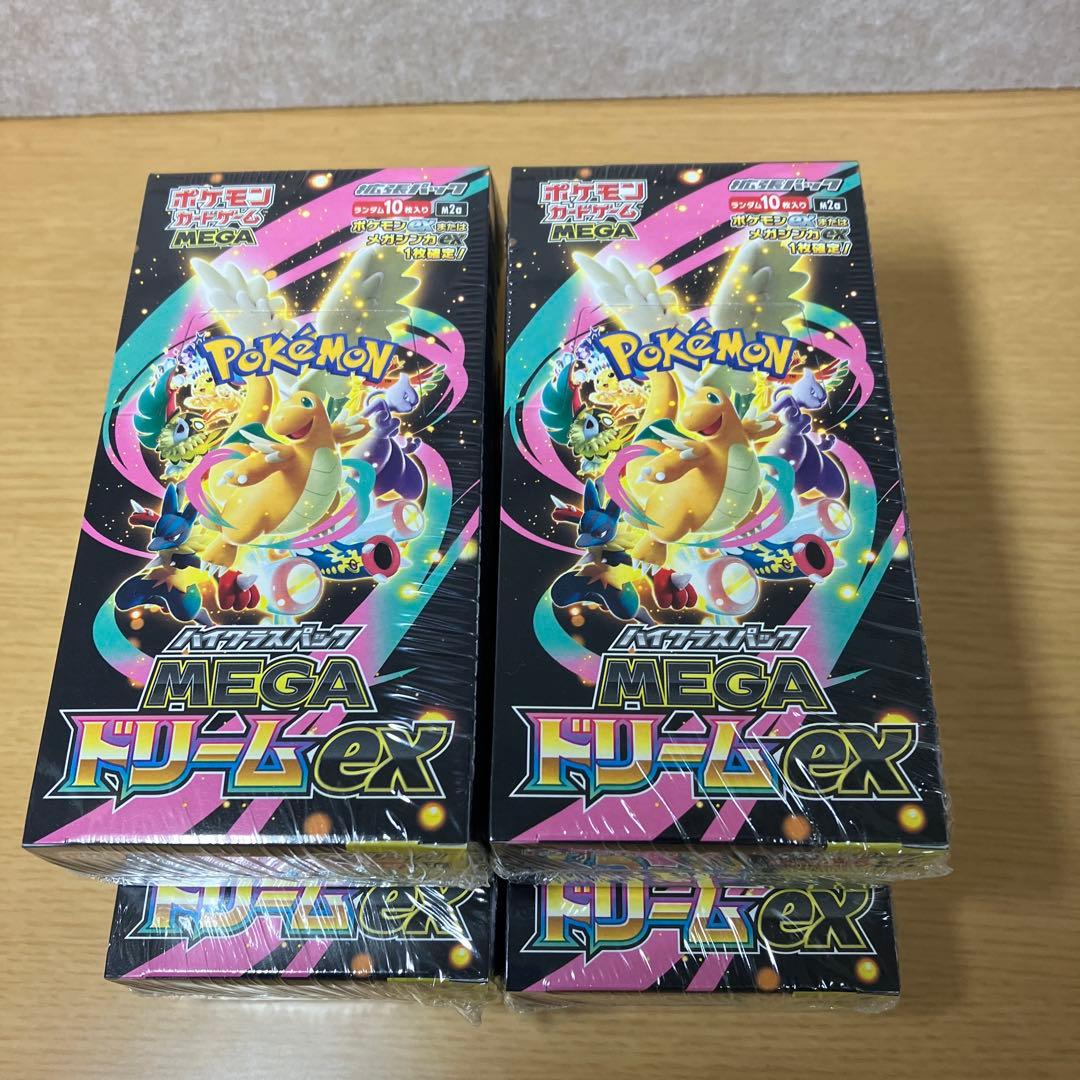 ポケモン
カードゲーム
MEGA
拡張パック
ランダム10枚入り M2a
ポケモンexまたは
メガシンカex
1枚確定!
POKéMON
ハイクラスパック
MEGA
ドリームex
ポケモン
カードゲーム
MEGA
拡張パック
ランダム10枚入り M2a
ポケモンexまたは
メガシンカex
1枚確定!
POKéMON
ハイクラスパック
MEGA
ドリームex
ドリームex
ドリームex